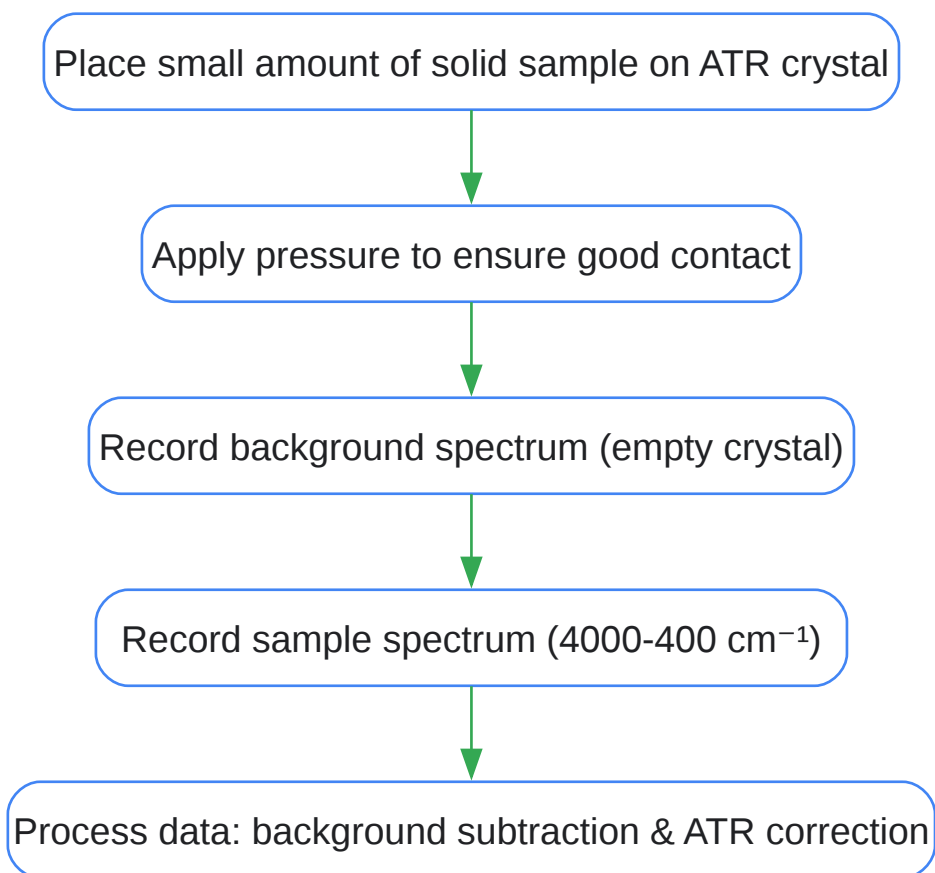 Place small amount of solid sample on ATR crystal
Apply pressure to ensure good contact
Record background spectrum (empty crystal)
Record sample spectrum (4000-400 cm⁻¹)
Process data: background subtraction & ATR correction